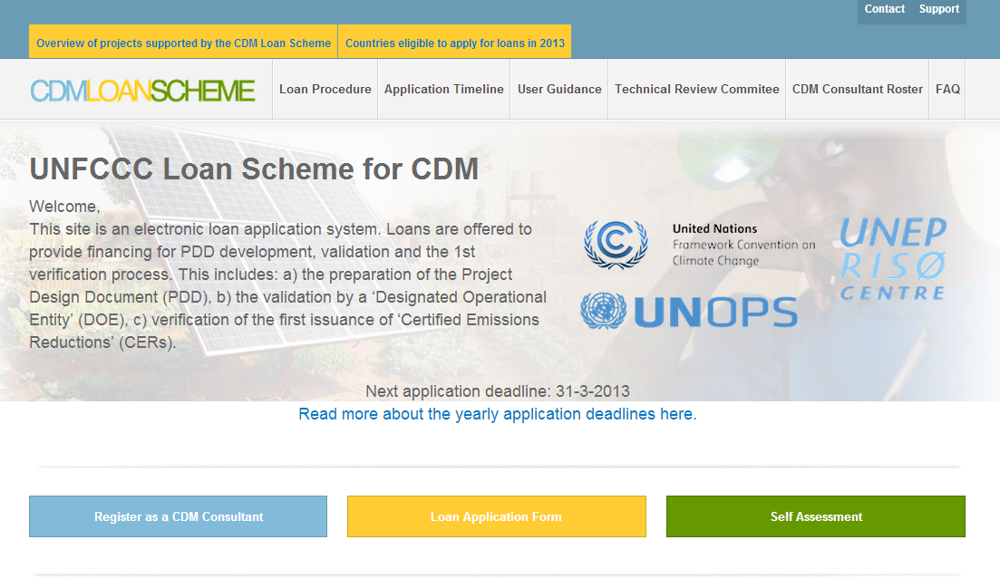 Contact Support
Overview of projects supported by the CDM Loan Scheme Countries eligible to apply for loans in 2013
CDMLOANSCHEME Loan Procedure Application Timeline User Guidance Technical Review Commitee CDM Consultant Roster FAQ
UNFCCC Loan Scheme for CDM
Welcome,
This site is an electronic loan application system. Loans are offered to
provide financing for PDD development, validation and the 1st
verification process. This includes: a) the preparation of the Project
Design Document (PDD), b) the validation by a ‘Designated Operational
Entity’ (DOE), c) verification of the first issuance of ‘Certified Emissions
Reductions’ (CERs).
United Nations
Framework Convention on
Climate Change
UNEP
RISØ
CENTRE
UNOPS
Next application deadline: 31-3-2013
Read more about the yearly application deadlines here.
Register as a CDM Consultant Loan Application Form Self Assessment